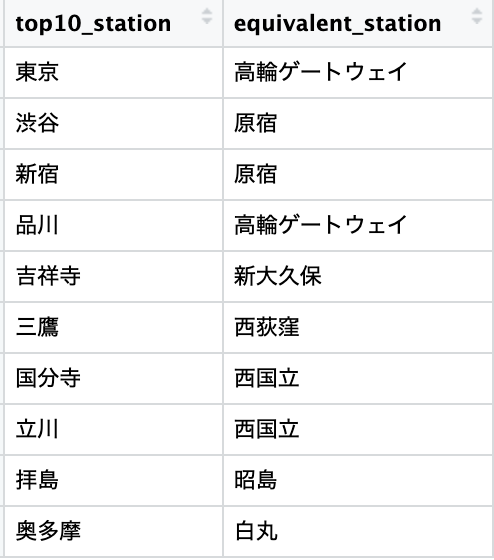 top10_station equivalent_station
東京 高輪ゲートウェイ
渋谷 原宿
新宿 原宿
品川 高輪ゲートウェイ
吉祥寺 新大久保
三鷹 西荻窪
国分寺 西国立
立川 西国立
拝島 昭島
奥多摩 白丸